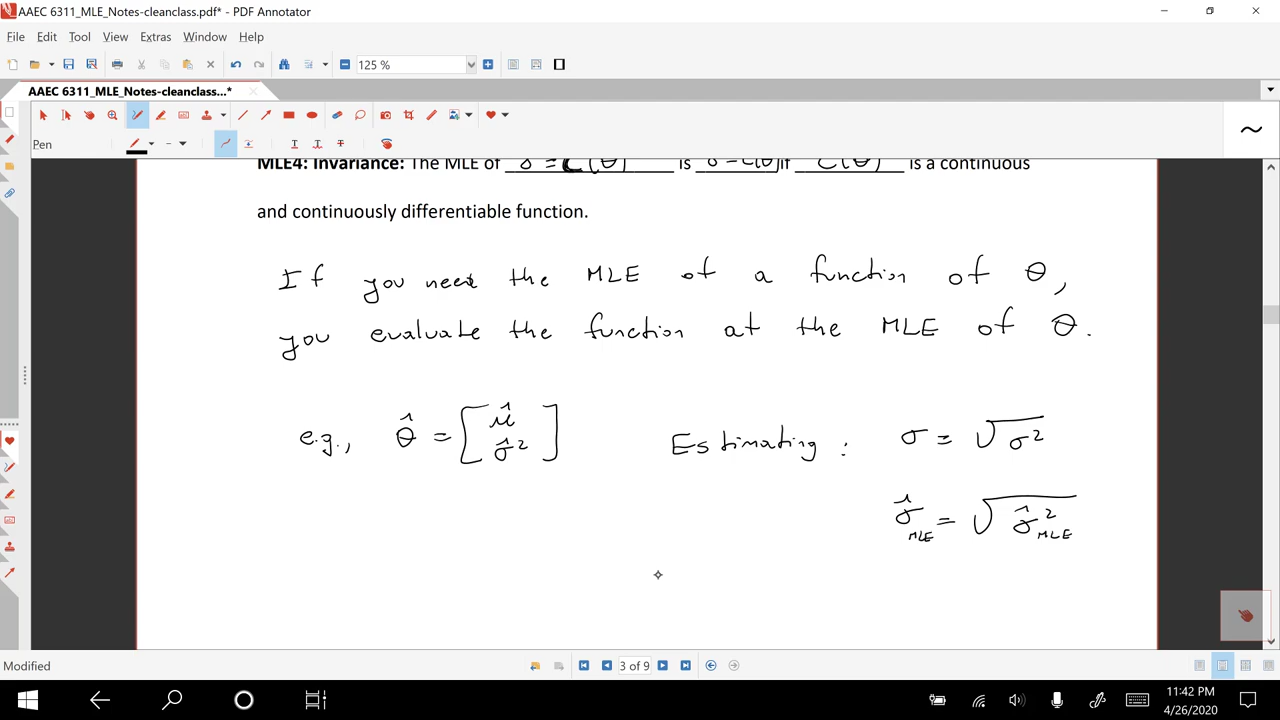 AAEC 6311_MLE_Notes-cleanclass.pdf* - PDF Annotator
File Edit Tool View Extras Window Help
125 %
AAEC 6311_MLE_Notes-cleanclass...*
Pen
MLE4: Invariance: The MLE of = C(θ) is = C(θ) if C(θ) is a continuous
and continuously differentiable function.
If you need the MLE of a function of θ,
you evaluate the function at the MLE of θ.
e.g., θ̂ = [ μ̂ σ̂² ] Estimating : σ = √σ²
σ̂ MLE = √σ̂² MLE
Modified
3 of 9
11:42 PM
4/26/2020